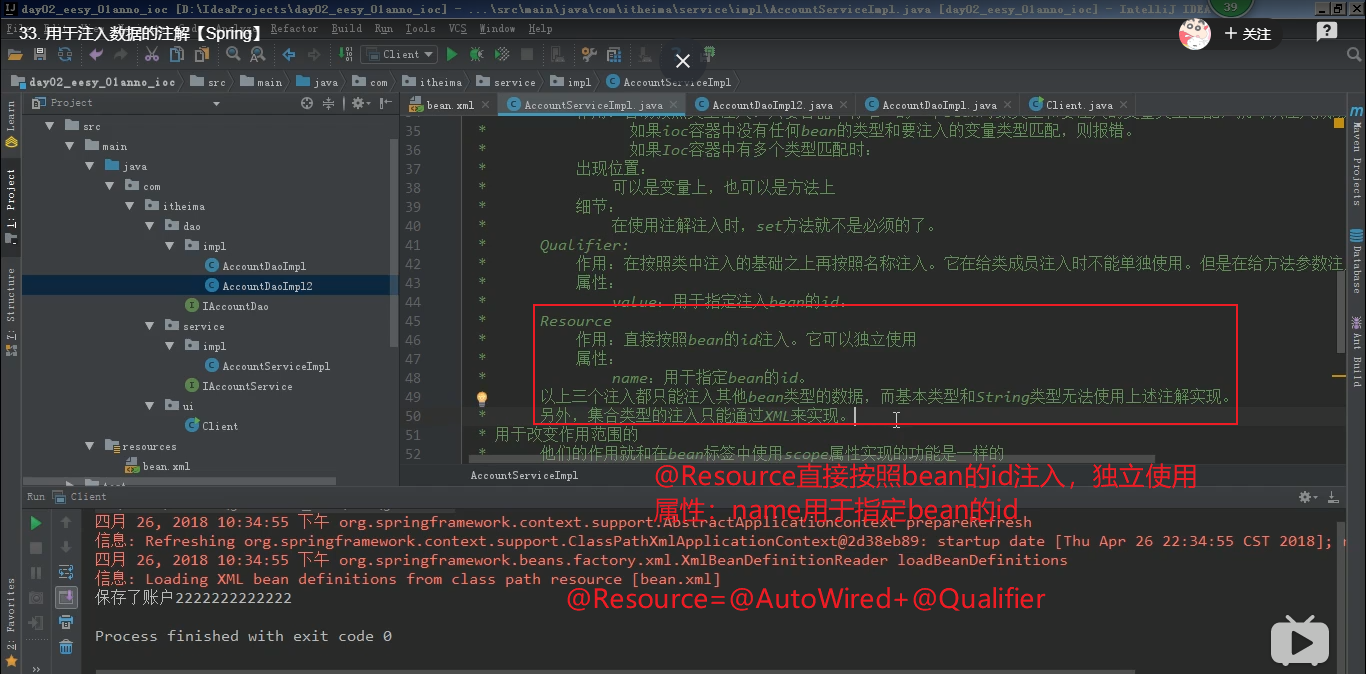 day02_eesy_01anno_ioc [D:\IdeaProjects\day02_eesy_01anno_ioc] - ...\src\main\java\com\itheima\service\impl\AccountServiceImpl.java [day02_eesy_01anno_ioc] - IntelliJ IDEA
39
33. 用于注入数据的注解【Spring】
Refactor Build Run Tools VCS Window Help
+ 关注
Client
day02_eesy_01anno_ioc src main java com itheima service impl AccountServiceImpl
Project
bean.xml AccountServiceImpl.java AccountDaoImpl2.java AccountDaoImpl.java Client.java
Learn
1: Project
7: Structure
2: Favorites
Maven Projects
Database
Ant Build
src
main
java
com
itheima
dao
impl
AccountDaoImpl
AccountDaoImpl2
IAccountDao
service
impl
AccountServiceImpl
IAccountService
ui
Client
resources
bean.xml
35 * 如果ioc容器中没有任何bean的类型和要注入的变量类型匹配，则报错。
36 * 如果Ioc容器中有多个类型匹配时：
37 * 出现位置：
38 * 可以是变量上，也可以是方法上
39 * 细节：
40 * 在使用注解注入时，set方法就不是必须的了。
41 * Qualifier:
42 * 作用：在按照类中注入的基础之上再按照名称注入。它在给类成员注入时不能单独使用。但是在给方法参数注
43 * 属性：
44 * value：用于指定注入bean的id。
45 * Resource
46 * 作用：直接按照bean的id注入。它可以独立使用
47 * 属性：
48 * name：用于指定bean的id。
49 以上三个注入都只能注入其他bean类型的数据，而基本类型和String类型无法使用上述注解实现。
50 * 另外，集合类型的注入只能通过XML来实现。
51 * 用于改变作用范围的
52 * 他们的作用就和在bean标签中使用scope属性实现的功能是一样的
AccountServiceImpl
@Resource直接按照bean的id注入，独立使用
属性：name用于指定bean的id
Run Client
四月 26, 2018 10:34:55 下午 org.springframework.context.support.AbstractApplicationContext prepareRefresh
信息: Refreshing org.springframework.context.support.ClassPathXmlApplicationContext@2d38eb89: startup date [Thu Apr 26 22:34:55 CST 2018];
四月 26, 2018 10:34:55 下午 org.springframework.beans.factory.xml.XmlBeanDefinitionReader loadBeanDefinitions
信息: Loading XML bean definitions from class path resource [bean.xml]
保存了账户2222222222222
@Resource=@AutoWired+@Qualifier
Process finished with exit code 0